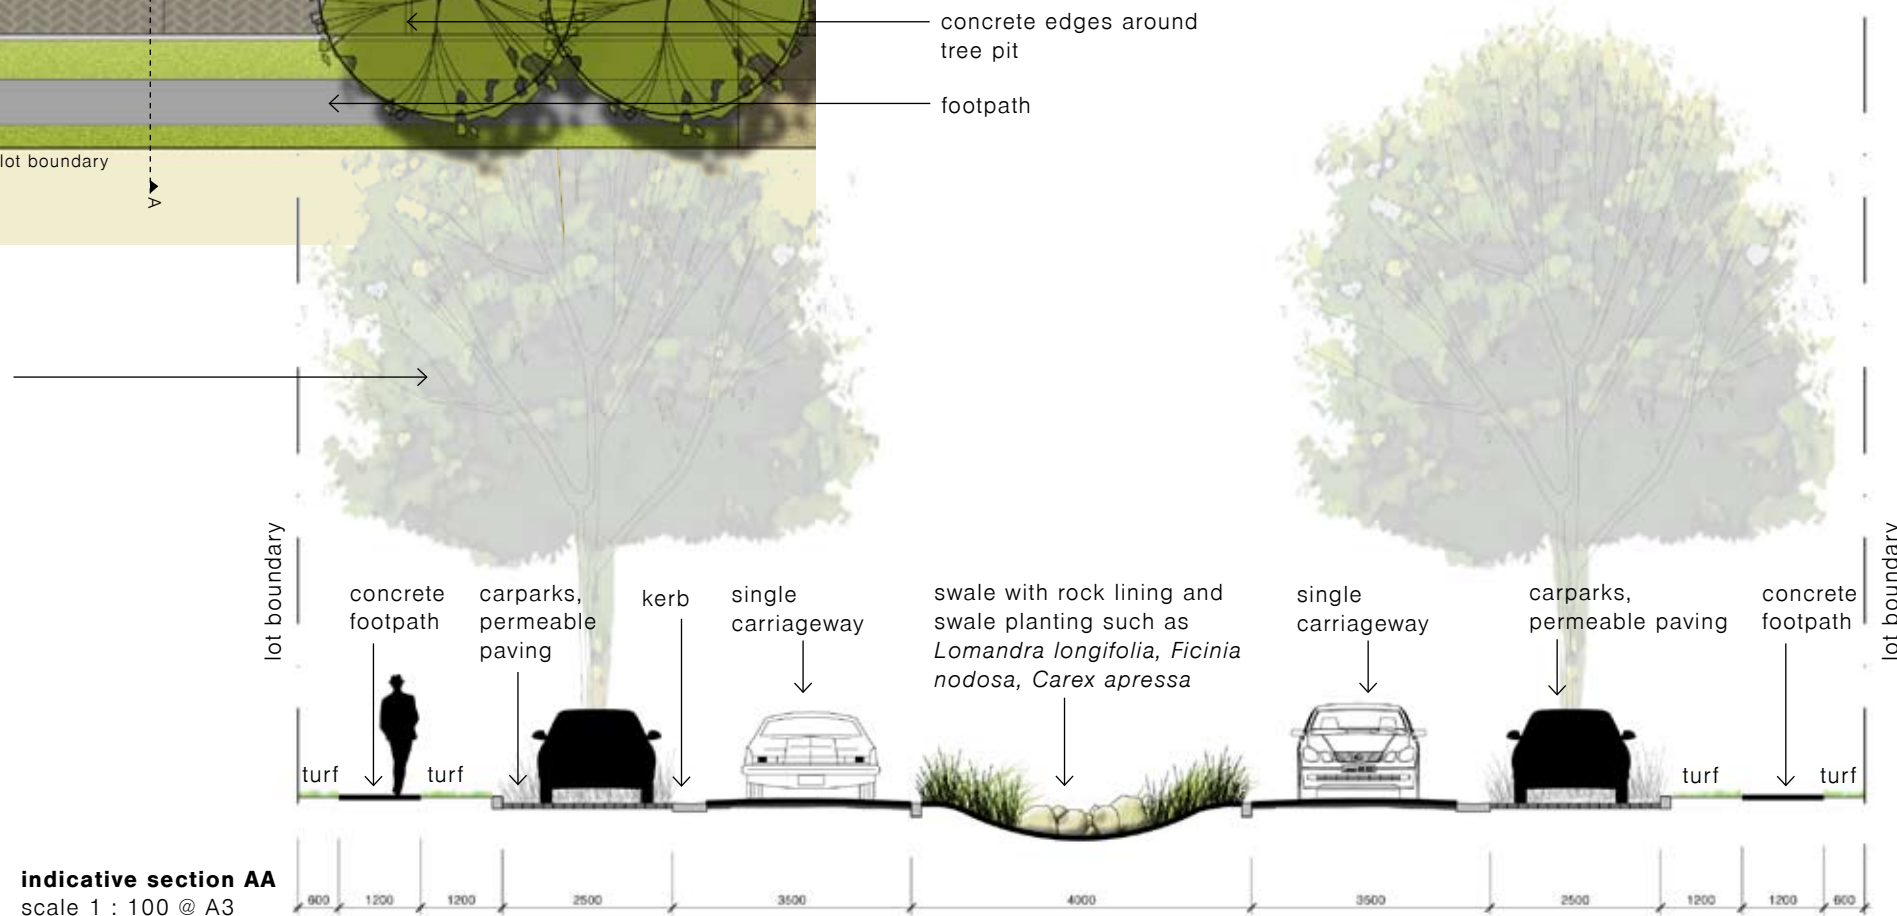 concrete edges around
tree pit
footpath
lot boundary
A
lot boundary
concrete
footpath
carparks,
permeable
paving
kerb
single
carriageway
swale with rock lining and
swale planting such as
Lomandra longifolia, Ficinia
nodosa, Carex apressa
single
carriageway
carparks,
permeable paving
concrete
footpath
lot boundary
turf
turf
turf
turf
indicative section AA
scale 1 : 100 @ A3
600 1200 1200 2500 3500 4000 3500 2500 1200 1200 600